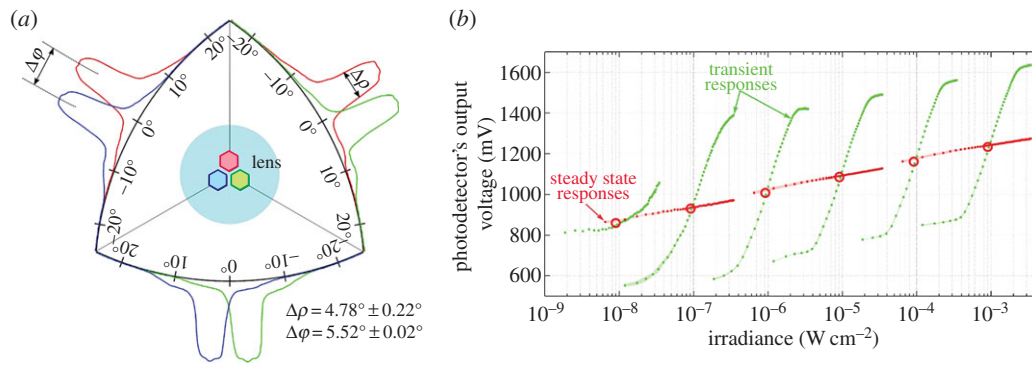 (a)
Δφ
Δρ
20°
10°
0°
−10°
−20°
−20°
−10°
0°
10°
20°
20°
10°
0°
−10°
−20°
lens
Δρ = 4.78° ± 0.22°
Δφ = 5.52° ± 0.02°
(b)
photodetector's output
voltage (mV)
1600
1400
1200
1000
800
600
transient
responses
steady state
responses
10–9
10–8
10–7
10–6
10–5
10–4
10–3
irradiance (W cm–2)